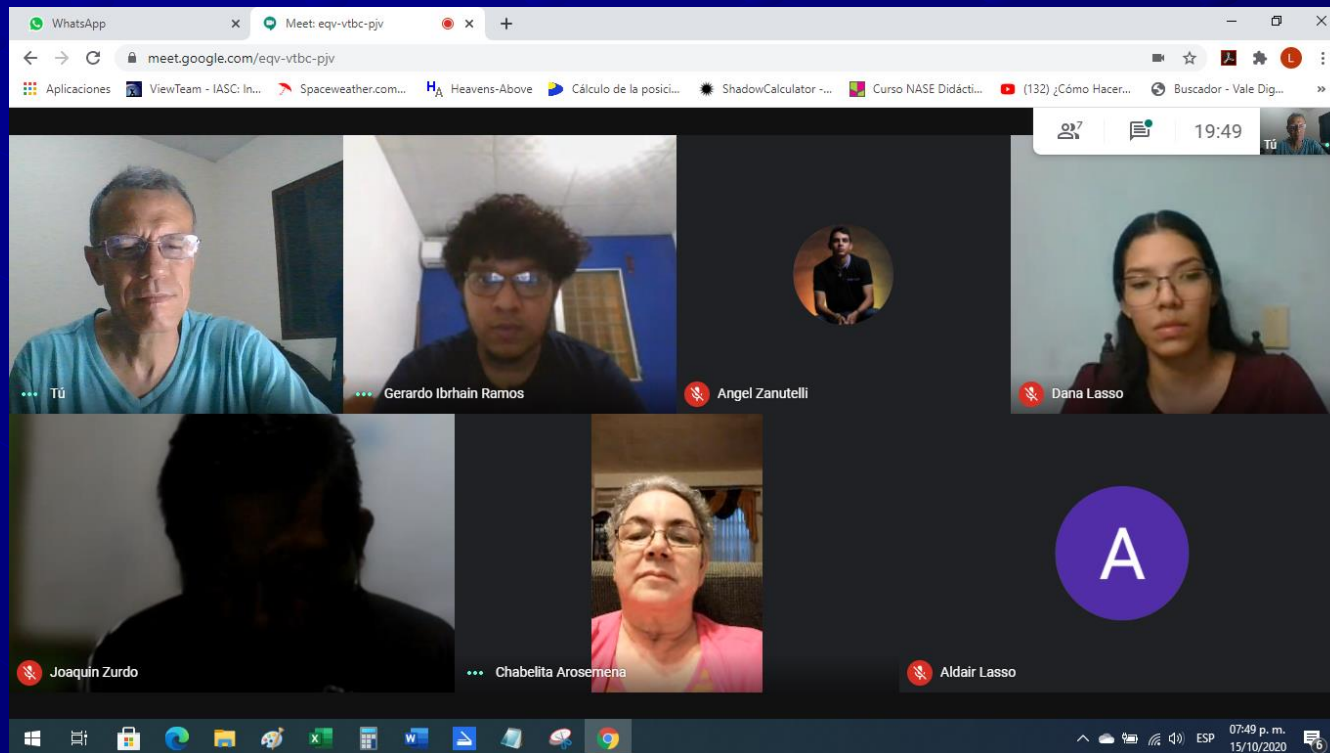 WhatsApp
Meet: eqv-vtbc-pjv
meet.google.com/eqv-vtbc-pjv
L
Aplicaciones
ViewTeam - IASC: In...
Spaceweather.com...
HA Heavens-Above
Cálculo de la posici...
ShadowCalculator -...
Curso NASE Didácti...
(132) ¿Cómo Hacer...
Buscador - Vale Dig...
»
7
19:49
Tú
Tú
Gerardo Ibrhain Ramos
Angel Zanutelli
Dana Lasso
A
Joaquin Zurdo
Chabelita Arosemena
Aldair Lasso
ESP
07:49 p. m.
15/10/2020
6